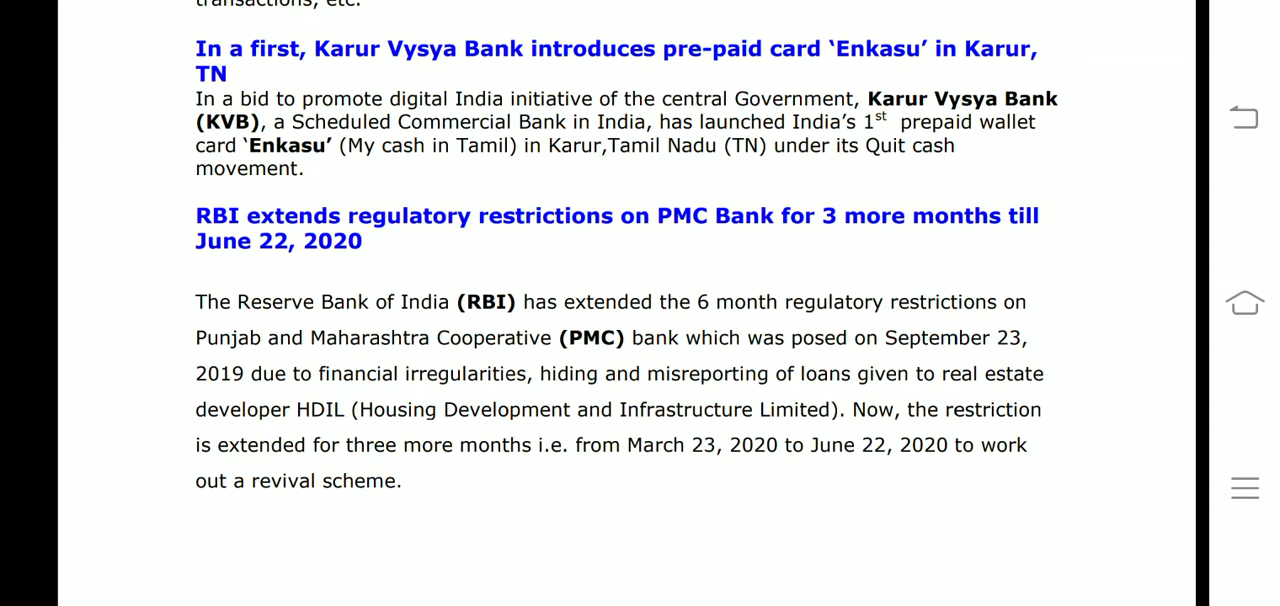 transactions, etc.
In a first, Karur Vysya Bank introduces pre-paid card ‘Enkasu’ in Karur,
TN
In a bid to promote digital India initiative of the central Government, Karur Vysya Bank
(KVB), a Scheduled Commercial Bank in India, has launched India’s 1st prepaid wallet
card ‘Enkasu’ (My cash in Tamil) in Karur,Tamil Nadu (TN) under its Quit cash
movement.
RBI extends regulatory restrictions on PMC Bank for 3 more months till
June 22, 2020
The Reserve Bank of India (RBI) has extended the 6 month regulatory restrictions on
Punjab and Maharashtra Cooperative (PMC) bank which was posed on September 23,
2019 due to financial irregularities, hiding and misreporting of loans given to real estate
developer HDIL (Housing Development and Infrastructure Limited). Now, the restriction
is extended for three more months i.e. from March 23, 2020 to June 22, 2020 to work
out a revival scheme.